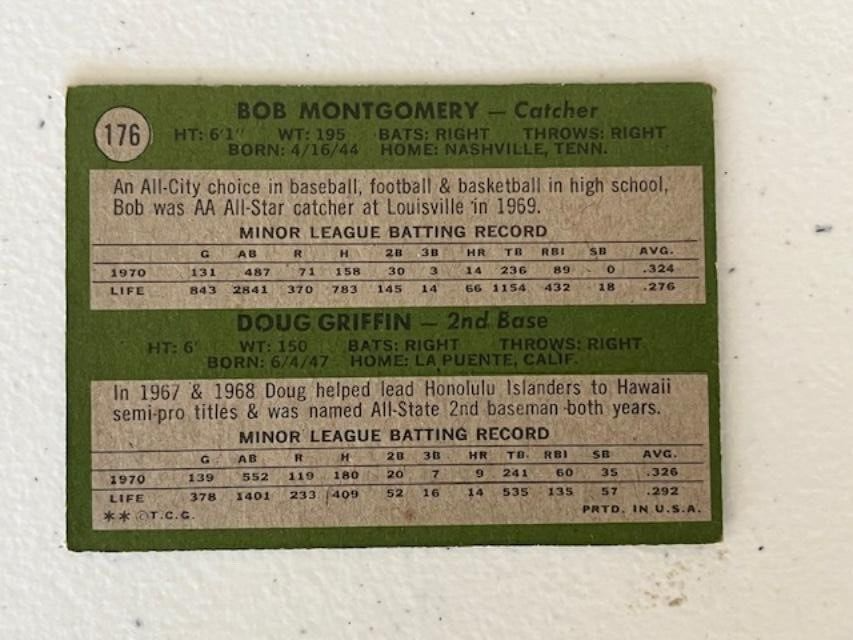 176
BOB MONTGOMERY — Catcher
HT: 6'1" WT: 195 BATS: RIGHT THROWS: RIGHT
BORN: 4/16/44 HOME: NASHVILLE, TENN.
An All-City choice in baseball, football & basketball in high school,
Bob was AA All-Star catcher at Louisville in 1969.
MINOR LEAGUE BATTING RECORD
G AB R H 2B 3B HR TB RBI SB AVG.
1970 131 487 71 158 30 3 14 236 89 0 .324
LIFE 843 2841 370 783 145 14 66 1154 432 18 .276
DOUG GRIFFIN — 2nd Base
HT: 6' WT: 150 BATS: RIGHT THROWS: RIGHT
BORN: 6/4/47 HOME: LA PUENTE, CALIF.
In 1967 & 1968 Doug helped lead Honolulu Islanders to Hawaii
semi-pro titles & was named All-State 2nd baseman both years.
MINOR LEAGUE BATTING RECORD
G AB R H 2B 3B HR TB RBI SB AVG.
1970 139 552 119 180 20 7 9 241 60 35 .326
LIFE 378 1401 233 409 52 16 14 535 135 57 .292
** ©T.C.G. PRTD. IN U.S.A.